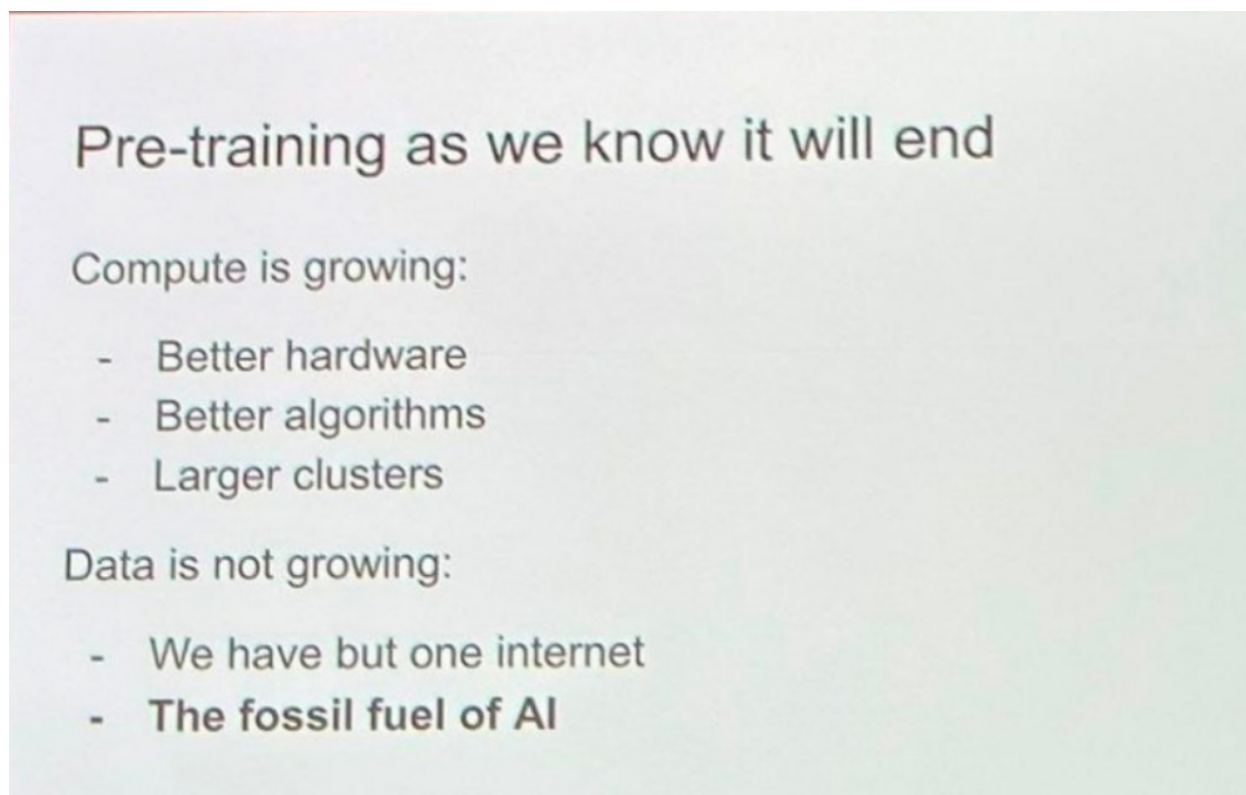 Pre-training as we know it will end
Compute is growing:
- Better hardware
- Better algorithms
- Larger clusters
Data is not growing:
- We have but one internet
- The fossil fuel of AI